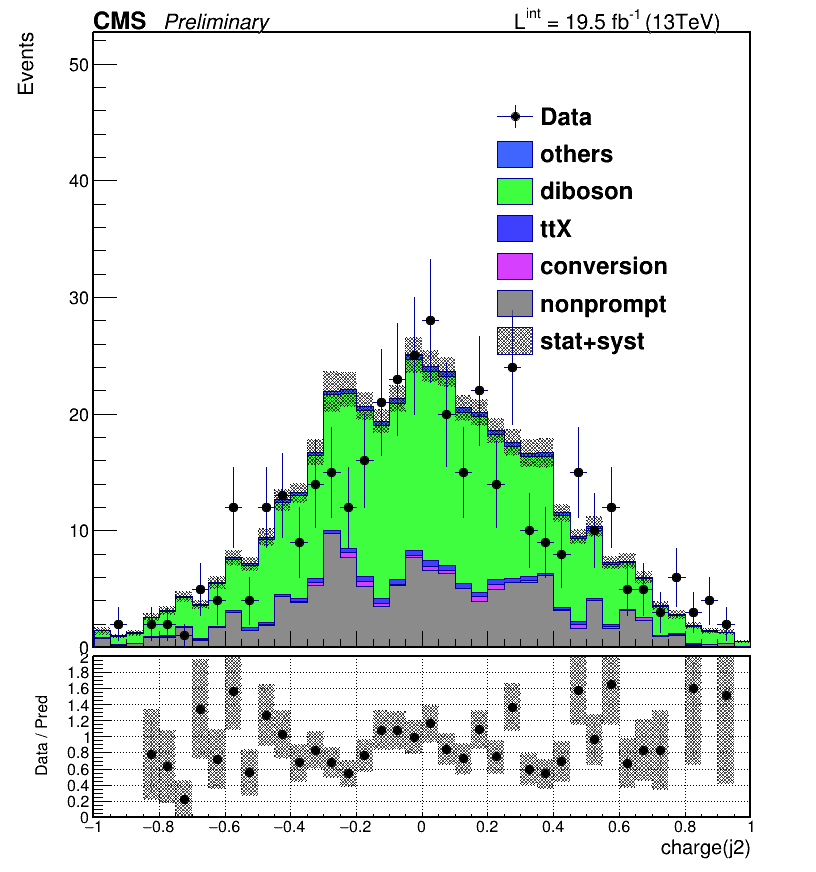 CMS Preliminary L^int = 19.5 fb^-1 (13TeV)
Events
50
40
30
20
10
0
Data
others
diboson
ttX
conversion
nonprompt
stat+syst
Data / Pred
2
1.8
1.6
1.4
1.2
1
0.8
0.6
0.4
0.2
0
−1 −0.8 −0.6 −0.4 −0.2 0 0.2 0.4 0.6 0.8 1
charge(j2)